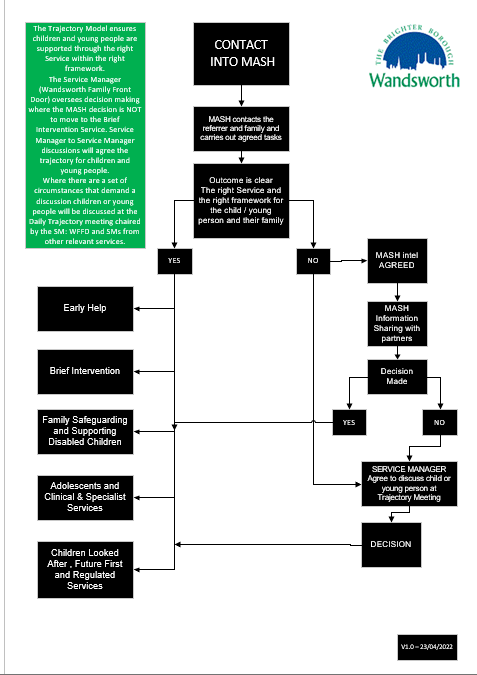 The Trajectory Model ensures
children and young people are
supported through the right
Service within the right
framework.
The Service Manager
(Wandsworth Family Front
Door) oversees decision making
where the MASH decision is NOT
to move to the Brief
Intervention Service. Service
Manager to Service Manager
discussions will agree the
trajectory for children and
young people.
Where there are a set of
circumstances that demand a
discussion children or young
people will be discussed at the
Daily Trajectory meeting chaired
by the SM: WFFD and SMs from
other relevant services.
CONTACT
INTO MASH
THE BRIGHTER BOROUGH
Wandsworth
MASH contacts the
referrer and family and
carries out agreed tasks
Outcome is clear
The right Service and
the right framework for
the child / young
person and their family
YES
NO
MASH intel
AGREED
Early Help
MASH
Information
Sharing with
partners
Brief Intervention
Decision
Made
Family Safeguarding
and Supporting
Disabled Children
YES
NO
SERVICE MANAGER
Agree to discuss child or
young person at
Trajectory Meeting
Adolescents and
Clinical & Specialist
Services
DECISION
Children Looked
After , Future First
and Regulated
Services
V1.0 – 23/04/2022